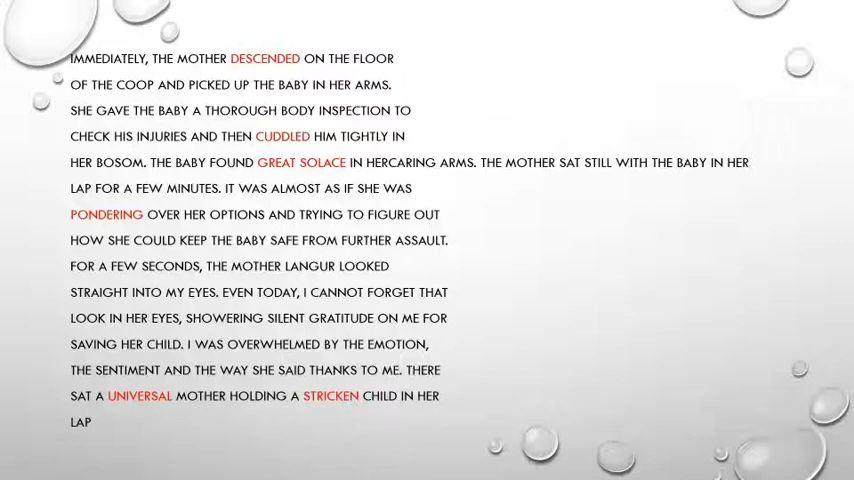 IMMEDIATELY, THE MOTHER DESCENDED ON THE FLOOR
OF THE COOP AND PICKED UP THE BABY IN HER ARMS.
SHE GAVE THE BABY A THOROUGH BODY INSPECTION TO
CHECK HIS INJURIES AND THEN CUDDLED HIM TIGHTLY IN
HER BOSOM. THE BABY FOUND GREAT SOLACE IN HERCARING ARMS. THE MOTHER SAT STILL WITH THE BABY IN HER
LAP FOR A FEW MINUTES. IT WAS ALMOST AS IF SHE WAS
PONDERING OVER HER OPTIONS AND TRYING TO FIGURE OUT
HOW SHE COULD KEEP THE BABY SAFE FROM FURTHER ASSAULT.
FOR A FEW SECONDS, THE MOTHER LANGUR LOOKED
STRAIGHT INTO MY EYES. EVEN TODAY, I CANNOT FORGET THAT
LOOK IN HER EYES, SHOWERING SILENT GRATITUDE ON ME FOR
SAVING HER CHILD. I WAS OVERWHELMED BY THE EMOTION,
THE SENTIMENT AND THE WAY SHE SAID THANKS TO ME. THERE
SAT A UNIVERSAL MOTHER HOLDING A STRICKEN CHILD IN HER
LAP